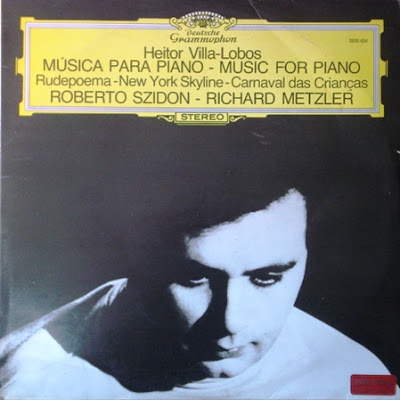 Deutsche
Grammophon
Heitor Villa-Lobos
MÚSICA PARA PIANO - MUSIC FOR PIANO
Rudepoema - New York Skyline - Carnaval das Crianças
ROBERTO SZIDON - RICHARD METZLER
STEREO